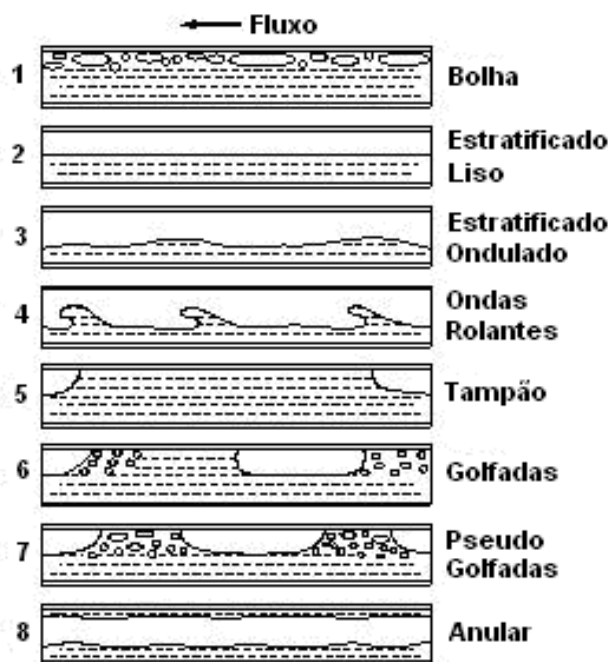 Fluxo
1 Bolha
2 Estratificado
Liso
3 Estratificado
Ondulado
4 Ondas
Rolantes
5 Tampão
6 Golfadas
7 Pseudo
Golfadas
8 Anular